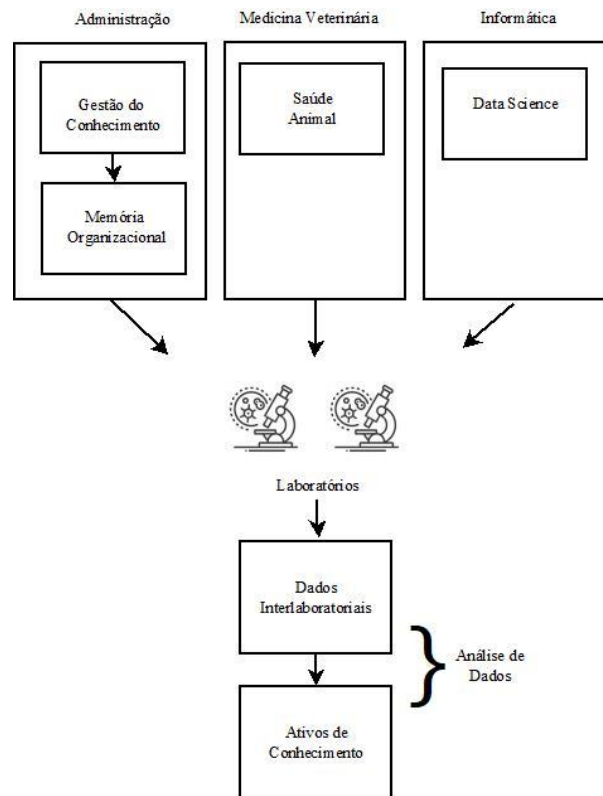 Administração
Medicina Veterinária
Informática
Gestão do
Conhecimento
Memória
Organizacional
Saúde
Animal
Data Science
Laboratórios
Dados
Interlaboratoriais
Ativos de
Conhecimento
Análise de
Dados